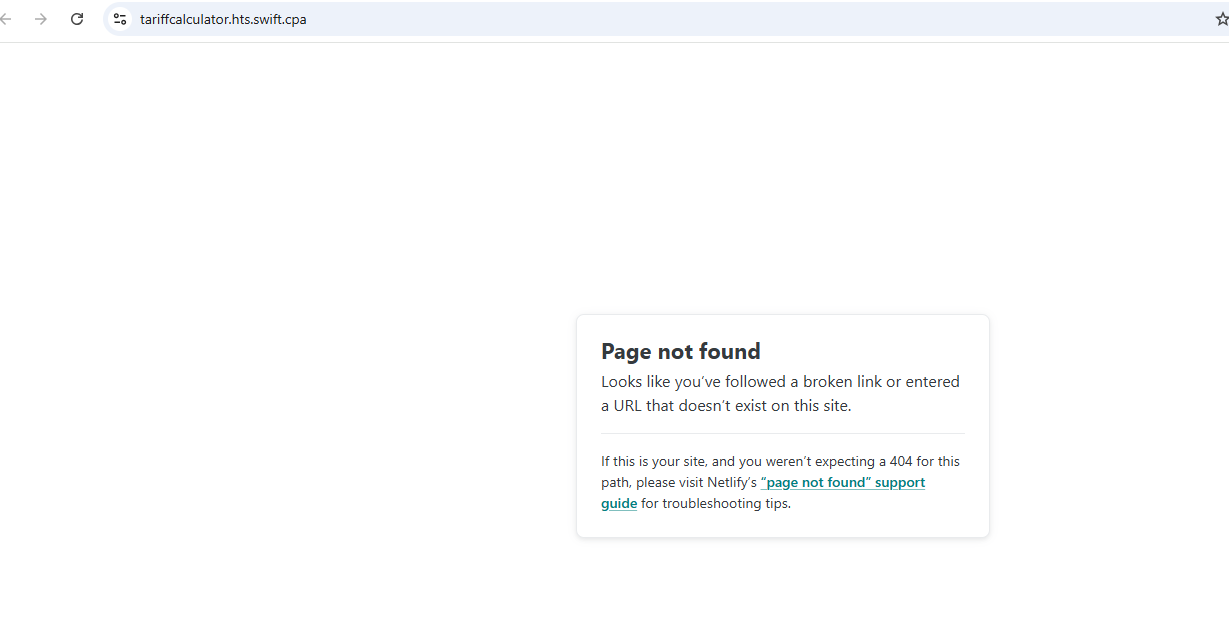 tariffcalculator.hts.swift.cpa
Page not found
Looks like you’ve followed a broken link or entered
a URL that doesn’t exist on this site.
If this is your site, and you weren’t expecting a 404 for this
path, please visit Netlify’s “page not found” support
guide for troubleshooting tips.